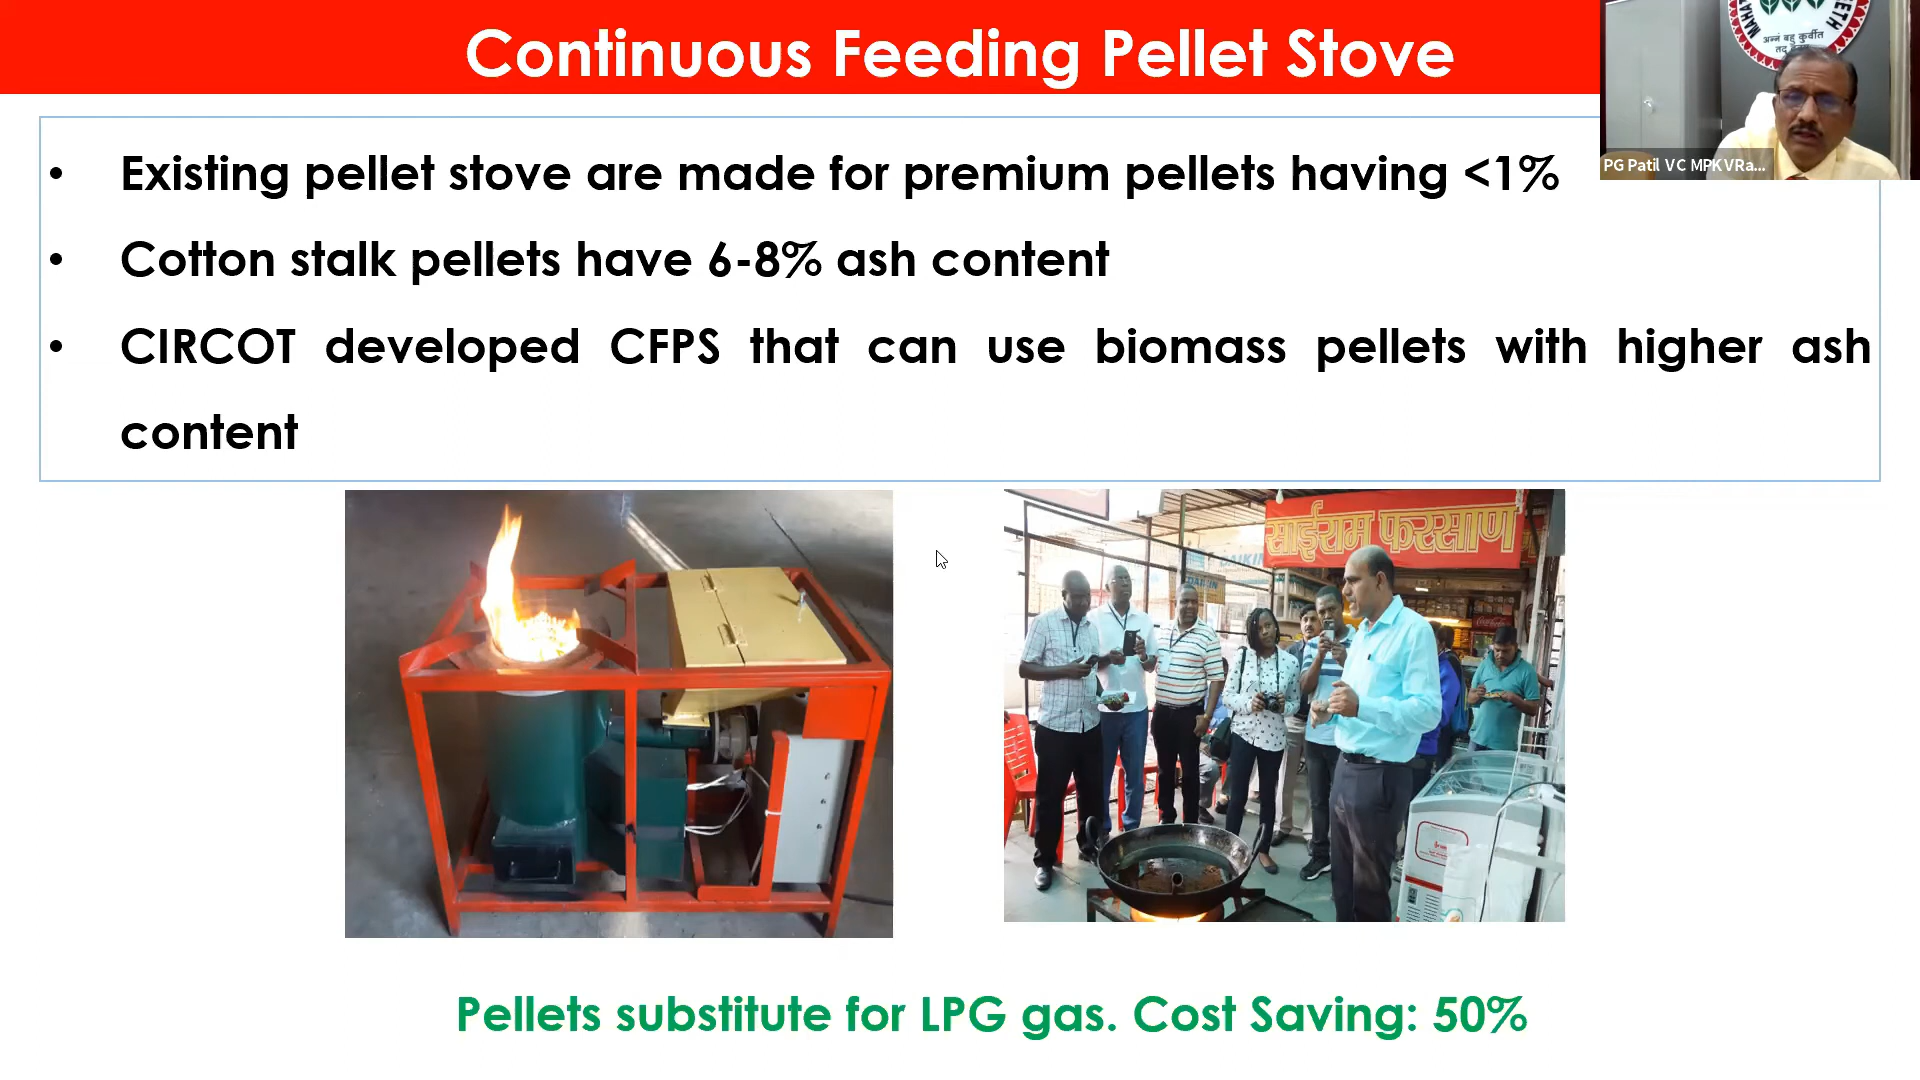 Continuous Feeding Pellet Stove
• Existing pellet stove are made for premium pellets having <1%
• Cotton stalk pellets have 6-8% ash content
• CIRCOT developed CFPS that can use biomass pellets with higher ash
content
अन्नं बहु कुर्वीत
PG Patil VC MPKVRa...
साईराम फरसाण
Pellets substitute for LPG gas. Cost Saving: 50%